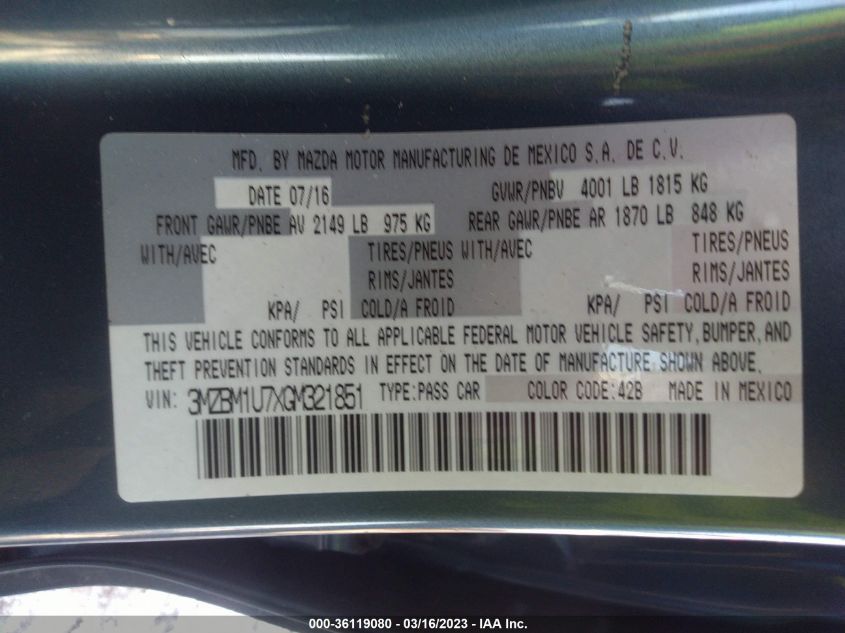 MFD. BY MAZDA MOTOR MANUFACTURING DE MEXICO S.A. DE C.V.
DATE 07/16 GVWR/PNBV 4001 LB 1815 KG
FRONT GAWR/PNBE AV 2149 LB 975 KG REAR GAWR/PNBE AR 1870 LB 848 KG
WITH/AVEC TIRES/PNEUS WITH/AVEC TIRES/PNEUS
RIMS/JANTES RIMS/JANTES
KPA/ PSI COLD/A FROID KPA/ PSI COLD/A FROID
THIS VEHICLE CONFORMS TO ALL APPLICABLE FEDERAL MOTOR VEHICLE SAFETY, BUMPER, AND
THEFT PREVENTION STANDARDS IN EFFECT ON THE DATE OF MANUFACTURE SHOWN ABOVE.
VIN: 3MZBM1U7XGM321851 TYPE:PASS CAR COLOR CODE:42B MADE IN MEXICO
000-36119080 - 03/16/2023 - IAA Inc.